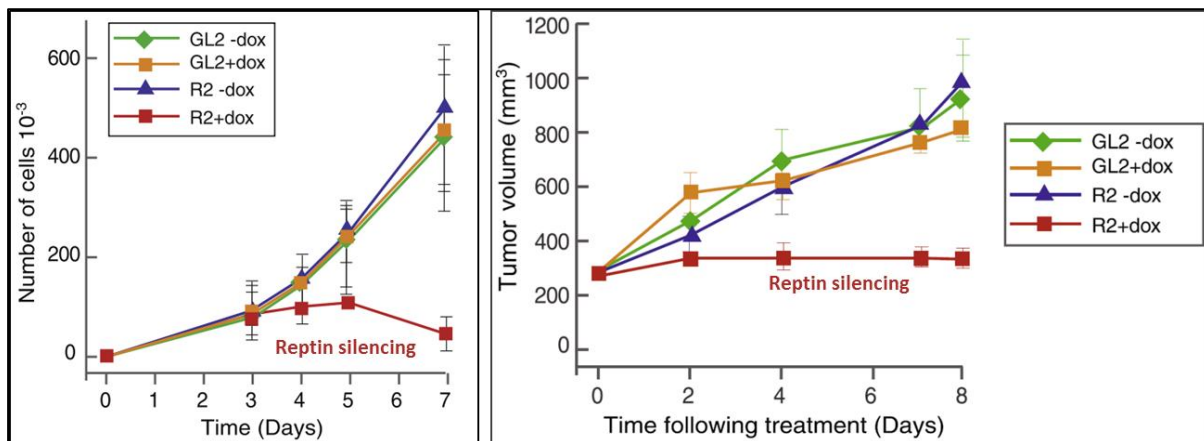 GL2 -dox
GL2+dox
R2 -dox
R2+dox
Number of cells 10-3
600
400
200
0
Reptin silencing
0 1 2 3 4 5 7
Time (Days)
Tumor volume (mm3)
1200
1000
800
600
400
200
0
Reptin silencing
0 2 4 6 8
Time following treatment (Days)
GL2 -dox
GL2+dox
R2 -dox
R2+dox